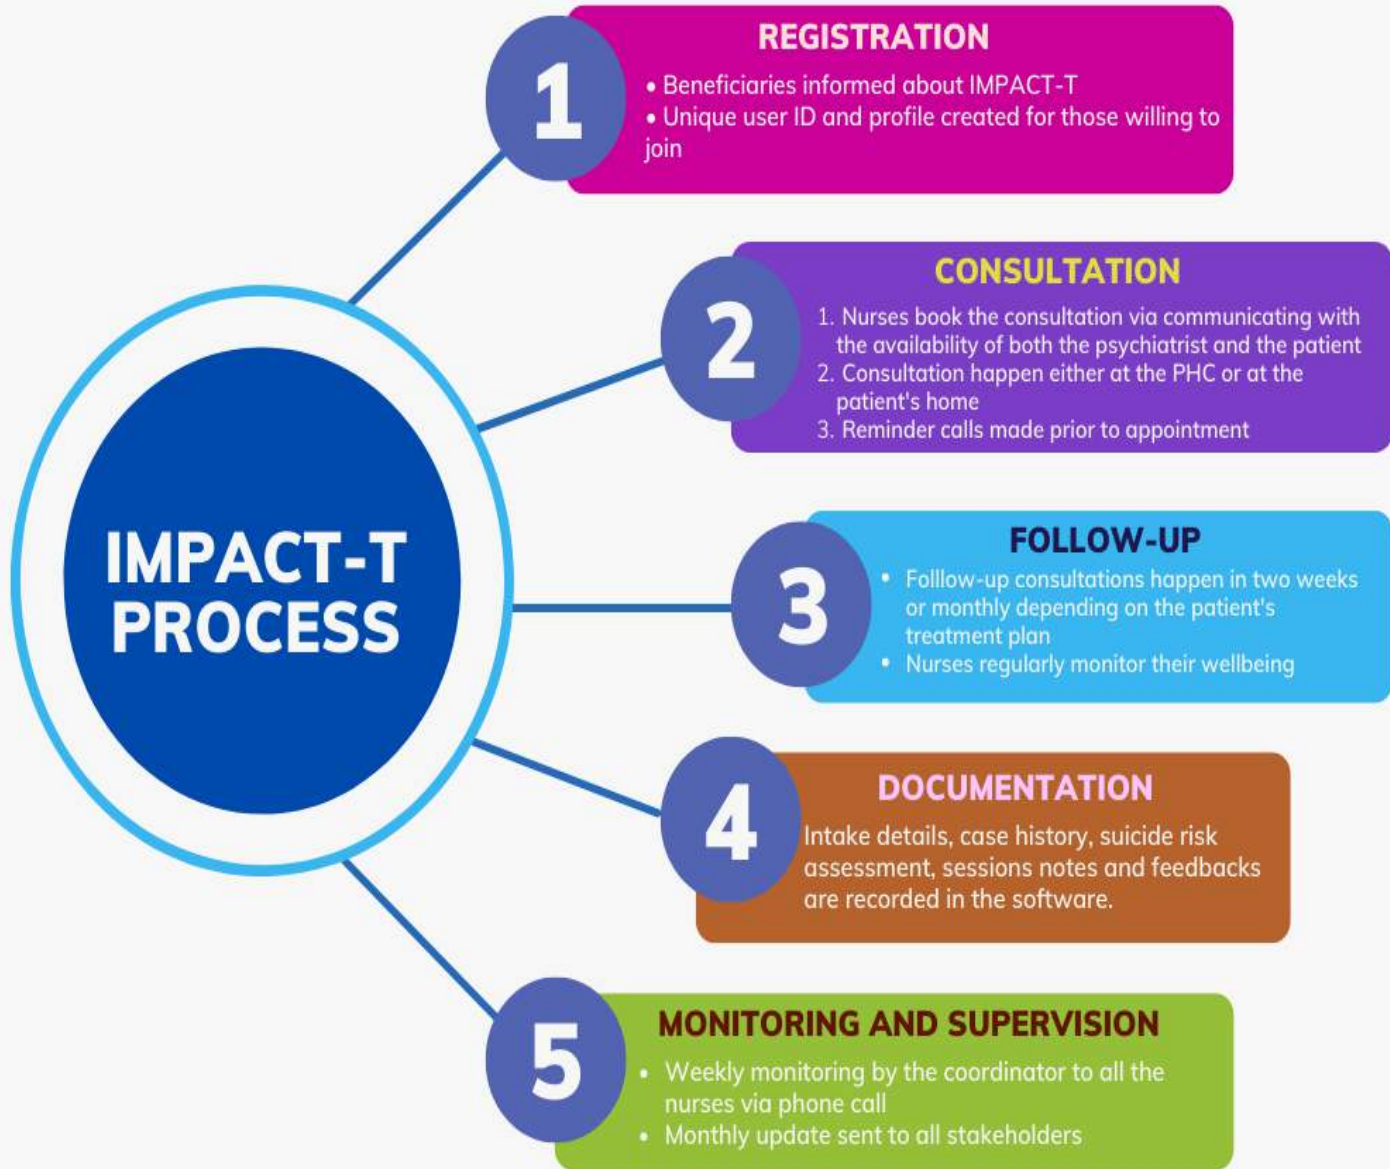 IMPACT-T
PROCESS
1
REGISTRATION
• Beneficiaries informed about IMPACT-T
• Unique user ID and profile created for those willing to
join
2
CONSULTATION
1. Nurses book the consultation via communicating with
the availability of both the psychiatrist and the patient
2. Consultation happen either at the PHC or at the
patient's home
3. Reminder calls made prior to appointment
3
FOLLOW-UP
• Folllow-up consultations happen in two weeks
or monthly depending on the patient's
treatment plan
• Nurses regularly monitor their wellbeing
4
DOCUMENTATION
Intake details, case history, suicide risk
assessment, sessions notes and feedbacks
are recorded in the software.
5
MONITORING AND SUPERVISION
• Weekly monitoring by the coordinator to all the
nurses via phone call
• Monthly update sent to all stakeholders